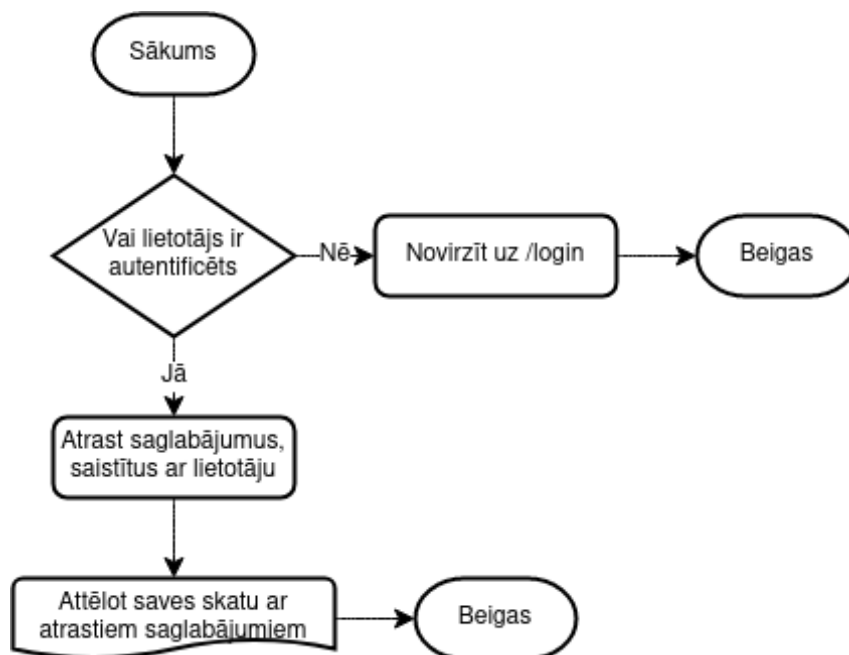 Sākums
Vai lietotājs ir
autentificēts
Nē
Novirzīt uz /login
Beigas
Jā
Atrast saglabājumus,
saistītus ar lietotāju
Attēlot saves skatu ar
atrastiem saglabājumiem
Beigas